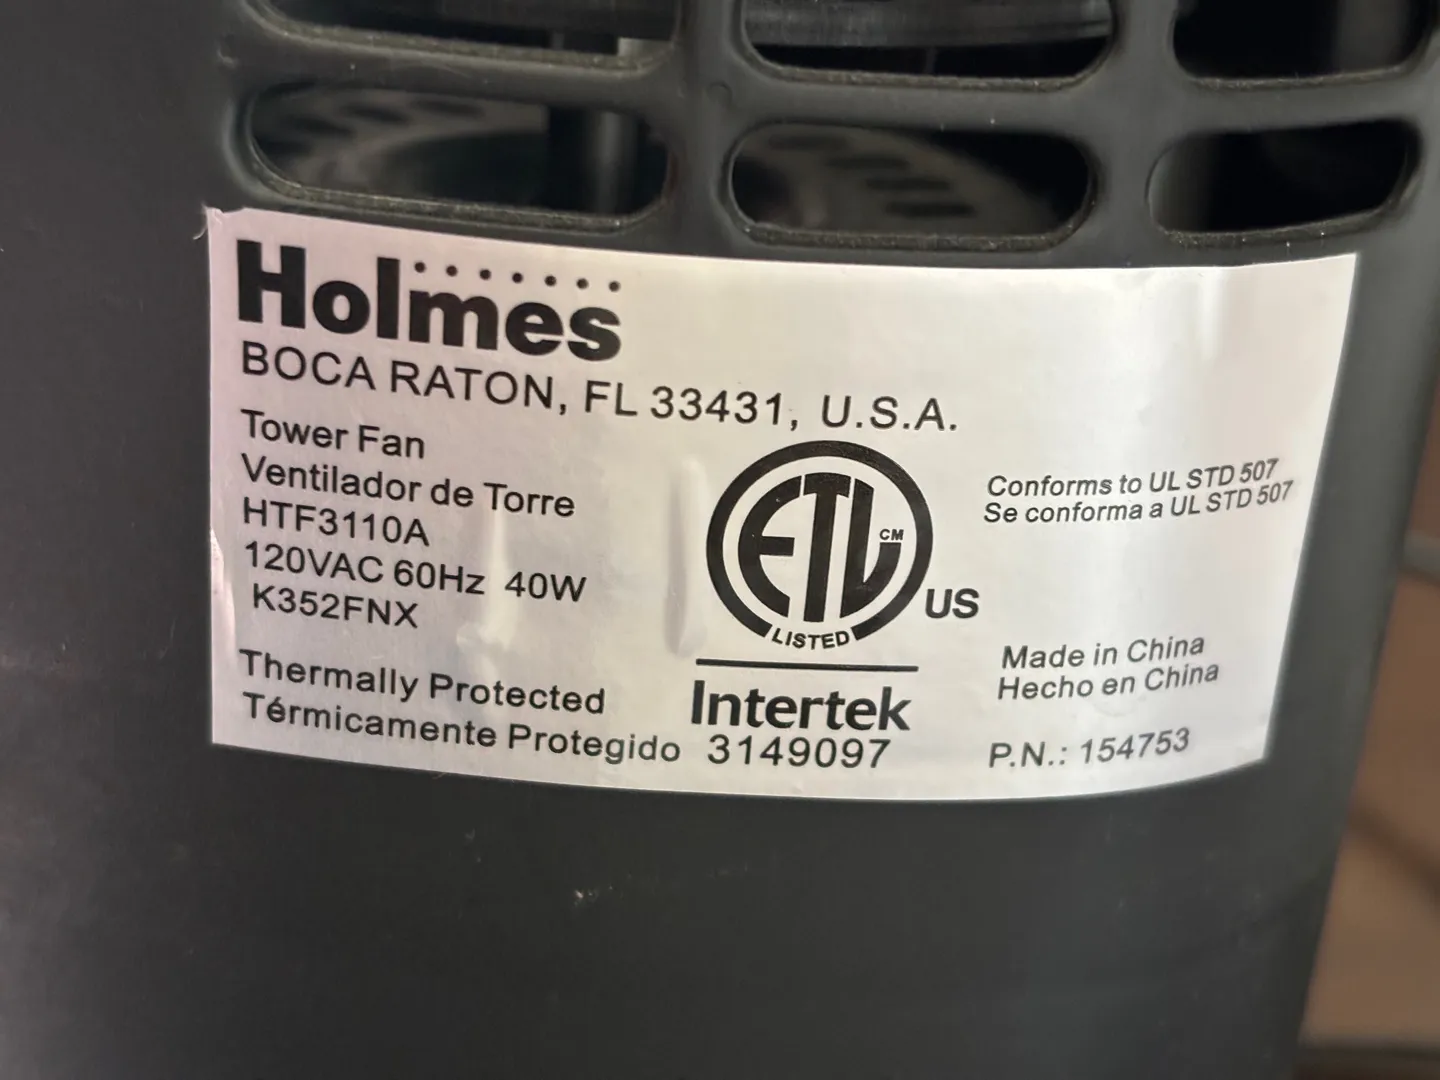 Holmes
BOCA RATON, FL 33431, U.S.A.
Tower Fan
Ventilador de Torre
HTF3110A
120VAC 60Hz 40W
K352FNX
Thermally Protected
Térmicamente Protegido
ETL CM
LISTED
US
Intertek
3149097
Conforms to UL STD 507
Se conforma a UL STD 507
Made in China
Hecho en China
P.N.: 154753